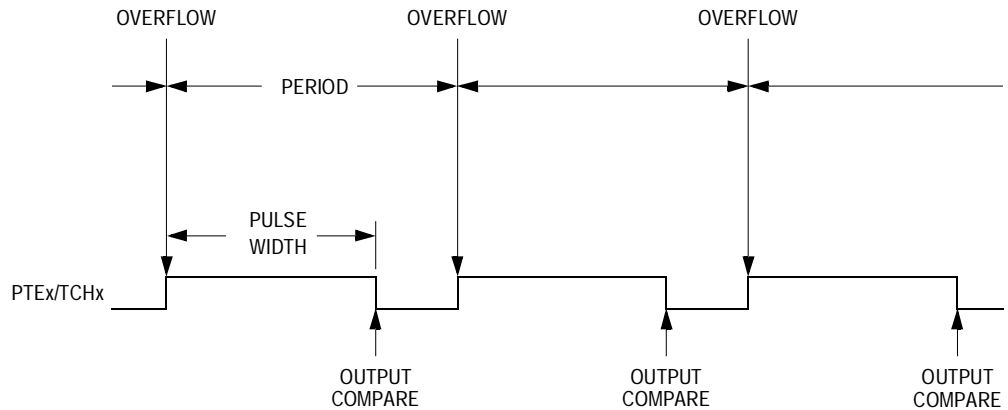 OVERFLOW
OVERFLOW
OVERFLOW
PERIOD
PULSE
WIDTH
PTEx/TCHx
OUTPUT
COMPARE
OUTPUT
COMPARE
OUTPUT
COMPARE